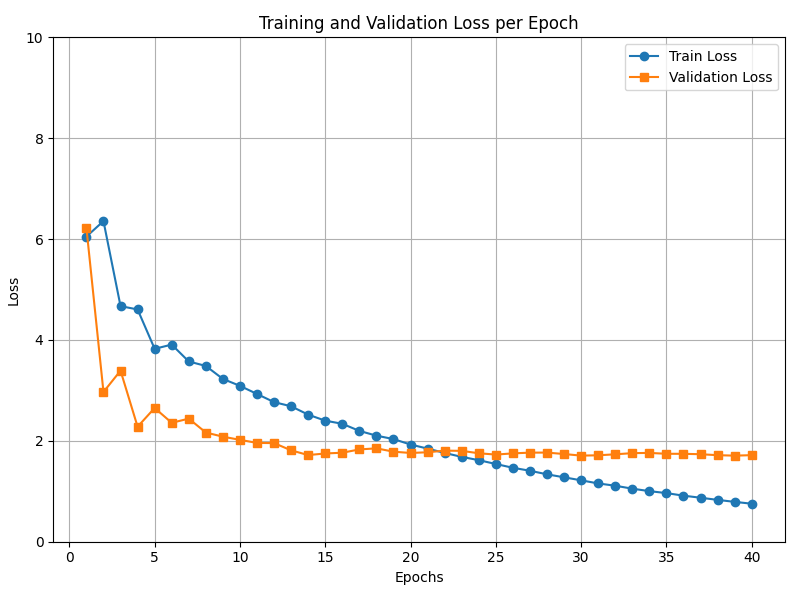 Training and Validation Loss per Epoch
Train Loss
Validation Loss
10
8
6
4
2
0
Loss
0 5 10 15 20 25 30 35 40
Epochs